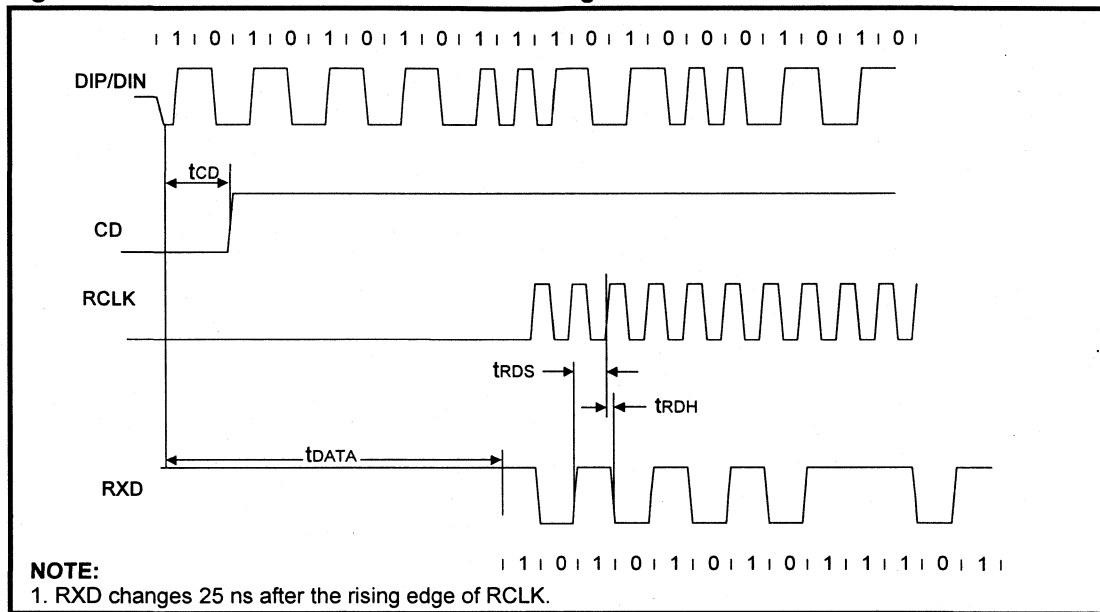 1 0 1 0 1 0 1 0 1 1 1 0 1 0 0 0 1 0 1 0
DIP/DIN
tCD
CD
RCLK
tRDS
tRDH
tDATA
RXD
1 0 1 0 1 0 1 0 1 1 1 0 1
NOTE:
1. RXD changes 25 ns after the rising edge of RCLK.